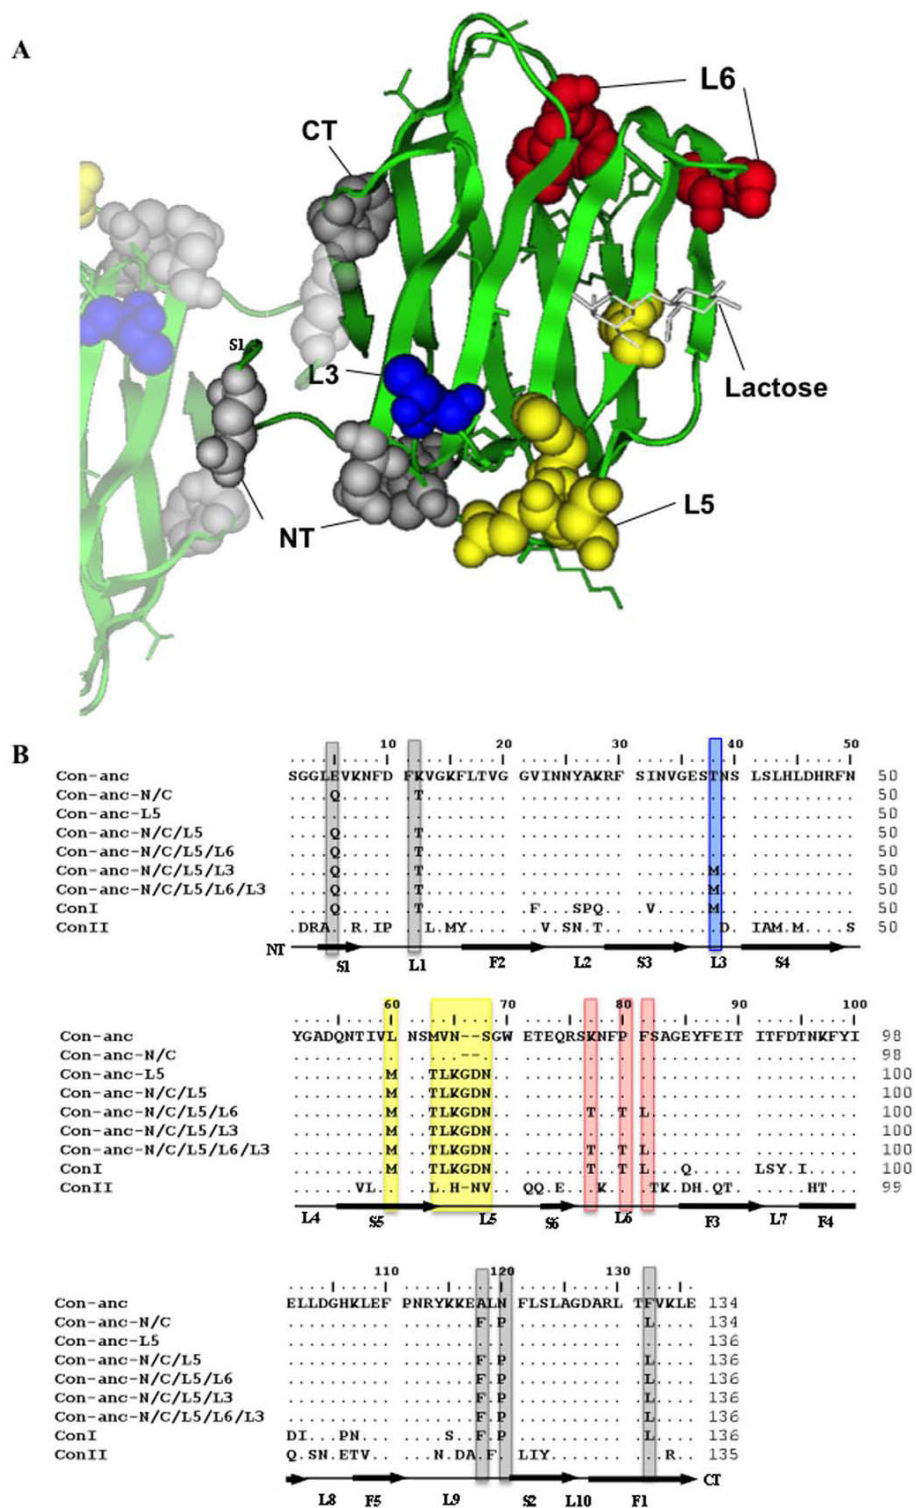 A
L6
CT
S1
L3
Lactose
NT
L5
B
10 20 30 40 50
Con-anc SGGLEVKNFD FKVGKFLTVG GVINNYAKRF SINVGESTNS LSLHLDHRFN 50
Con-anc-N/C ....Q..... ..T....... .......... .......... .......... 50
Con-anc-L5 .......... .......... .......... .......... .......... 50
Con-anc-N/C/L5 ....Q..... ..T....... .......... .......... .......... 50
Con-anc-N/C/L5/L6 ....Q..... ..T....... .......... .......... .......... 50
Con-anc-N/C/L5/L3 ....Q..... ..T....... .......... .......M.. .......... 50
Con-anc-N/C/L5/L6/L3 ....Q..... ..T....... .......... .......M.. .......... 50
ConI ....Q..... ..T....... ..F...SPQ. ..V....M.. .......... 50
ConII .DRA..R.IP ...L.MY... ...V.SN.T. .........D. IAM.M....S 50
NT S1 L1 F2 L2 S3 L3 S4
60 70 80 90 100
Con-anc YGADQNTIVL NSMVN--SGW ETEQRSKNFP FSAGEYFEIT ITFDTNKFYI 98
Con-anc-N/C .......... .....--... .......... .......... .......... 98
Con-anc-L5 .........M ..TLKGDN.. .......... .......... .......... 100
Con-anc-N/C/L5 .........M ..TLKGDN.. .......... .......... .......... 100
Con-anc-N/C/L5/L6 .........M ..TLKGDN.. ......T..T .L........ .......... 100
Con-anc-N/C/L5/L3 .........M ..TLKGDN.. .......... .......... .......... 100
Con-anc-N/C/L5/L6/L3 .........M ..TLKGDN.. ......T..T .L........ .......... 100
ConI .........M ..TLKGDN.. ......T..T .L...Q.... .LSY.I.... 100
ConII ......VL.. ..L.H-NV.. QQ.E...K.. ..TK.DH.QT ......HT.. 99
L4 S5 L5 S6 L6 F3 L7 F4
110 120 130
Con-anc ELLDGHKLEF PNRYKKEALN FLSLAGDARL TFVKLE 134
Con-anc-N/C .......... .......F.P .......... .L.... 134
Con-anc-L5 .......... .......... .......... ...... 136
Con-anc-N/C/L5 .......... .......F.P .......... .L.... 136
Con-anc-N/C/L5/L6 .......... .......F.P .......... .L.... 136
Con-anc-N/C/L5/L3 .......... .......F.P .......... .L.... 136
Con-anc-N/C/L5/L6/L3 .......... .......F.P .......... .L.... 136
ConI DI...PN... ....S..F.P .......... .L.... 136
ConII Q.SN.ETV.. ...N.DA.F. .LIY...... ...R.. 135
L8 F5 L9 S2 L10 F1 CT